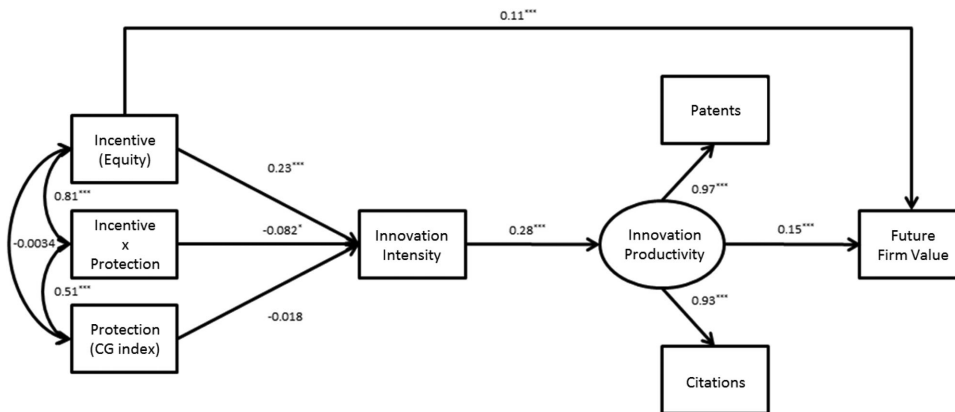 0.11***
Patents
Incentive
(Equity)
0.23***
0.97***
0.81***
-0.0034
Incentive
x
Protection
-0.082*
Innovation
Intensity
0.28***
Innovation
Productivity
0.15***
Future
Firm Value
0.51***
0.93***
Protection
(CG index)
-0.018
Citations